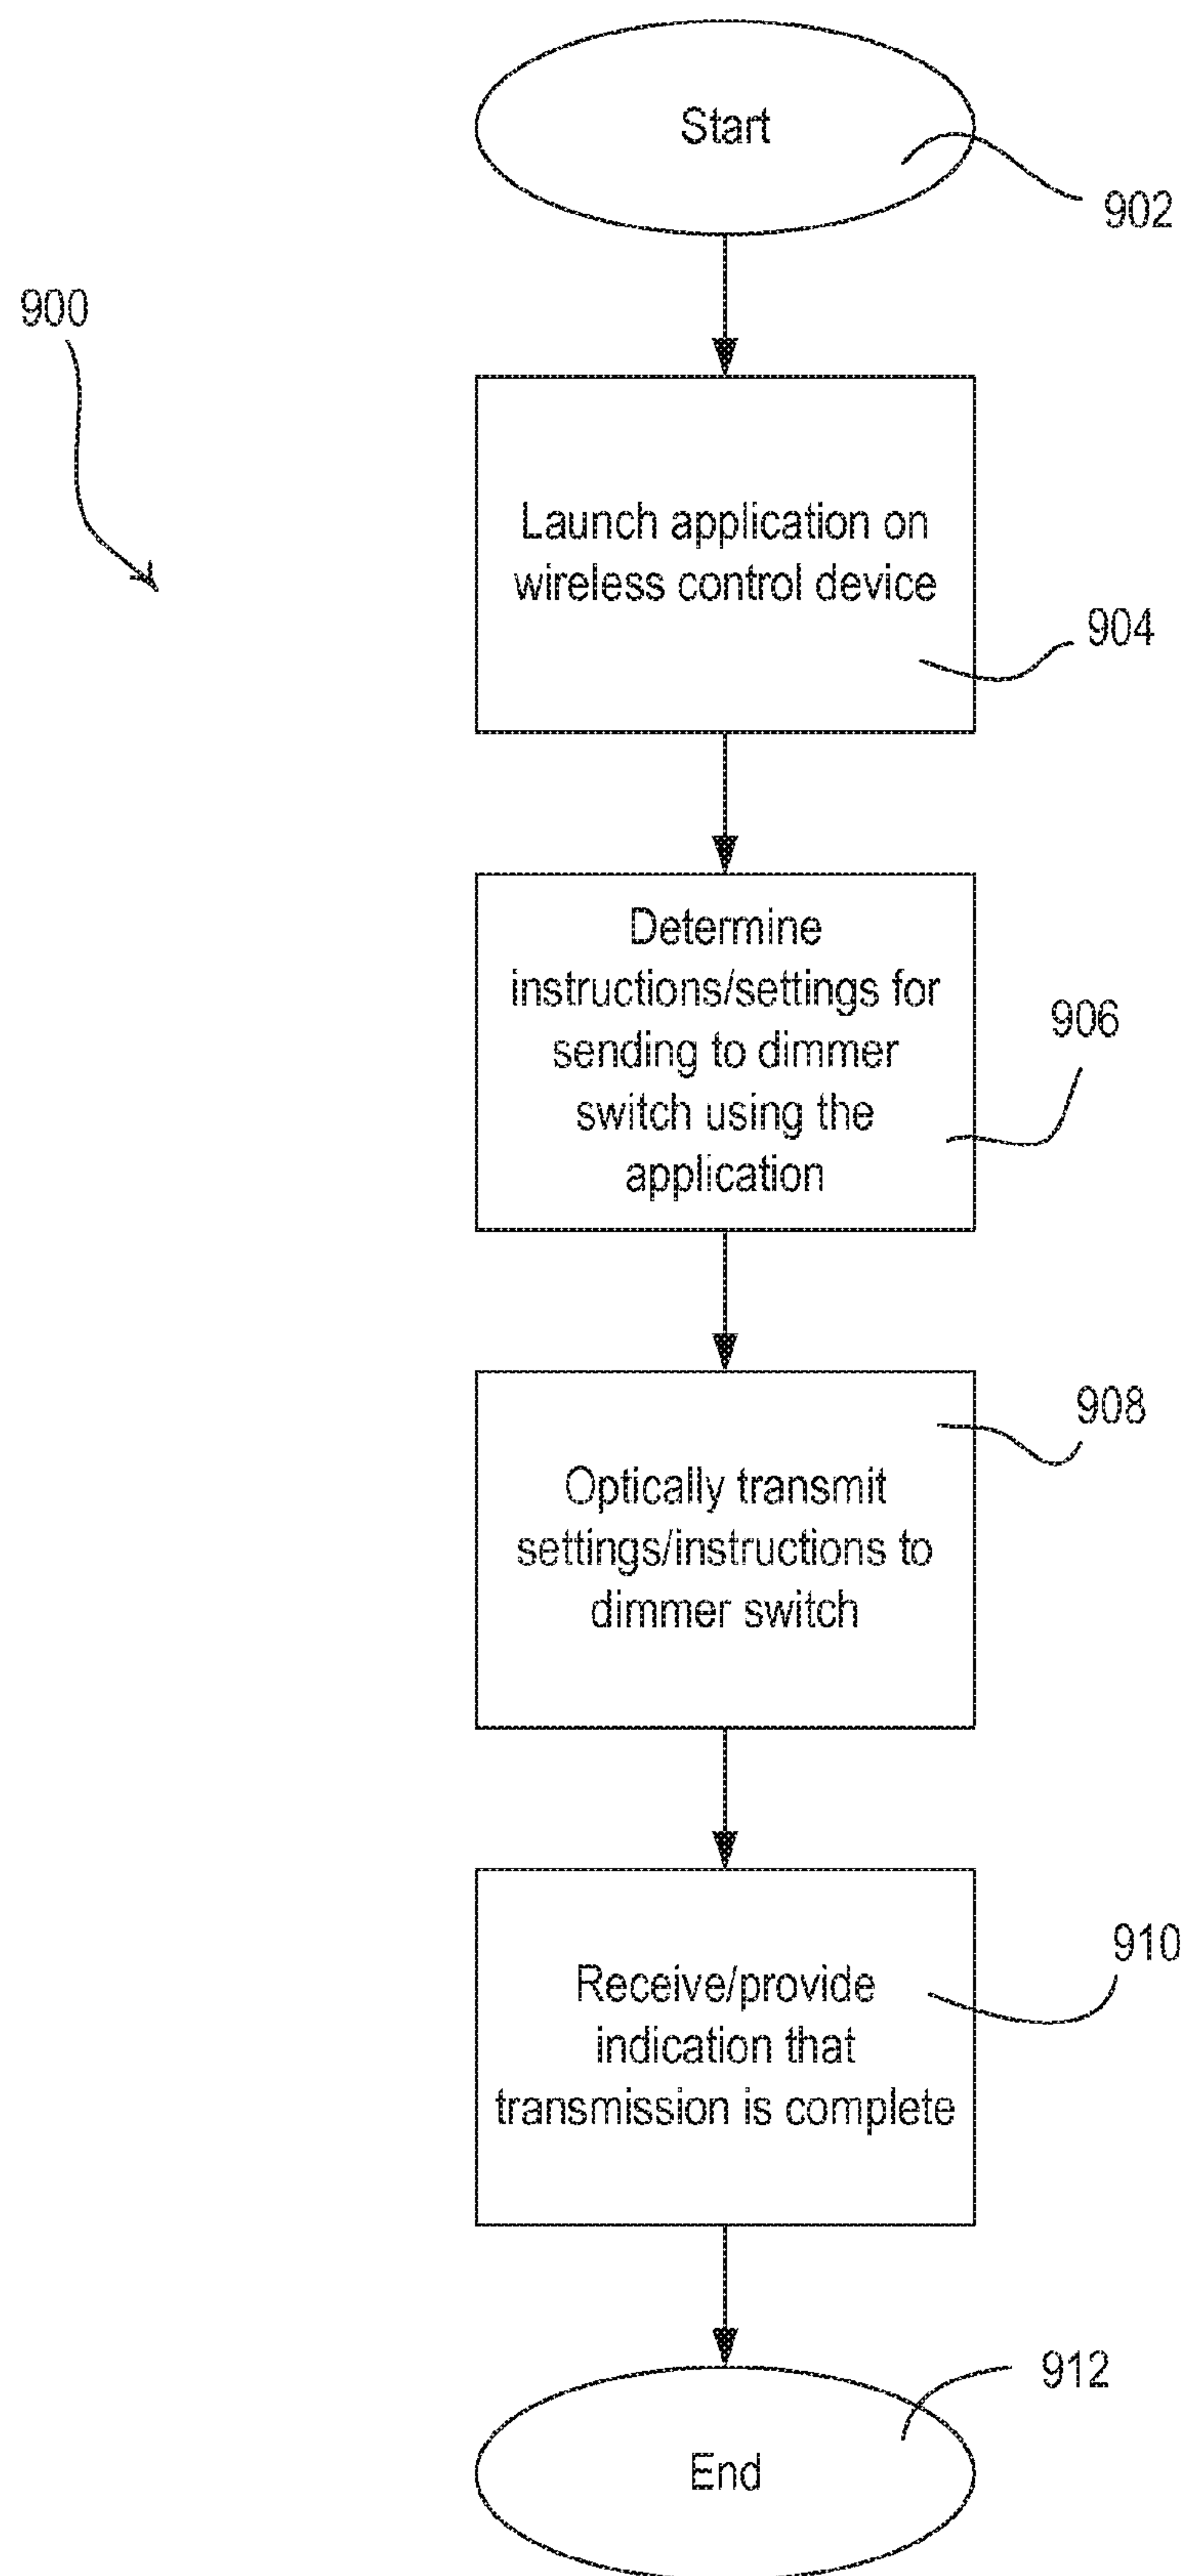 Start
902
900
Launch application on
wireless control device
904
Determine
instructions/settings for
sending to dimmer
switch using the
application
906
908
Optically transmit
settings/instructions to
dimmer switch
910
Receive/provide
indication that
transmission is complete
912
End